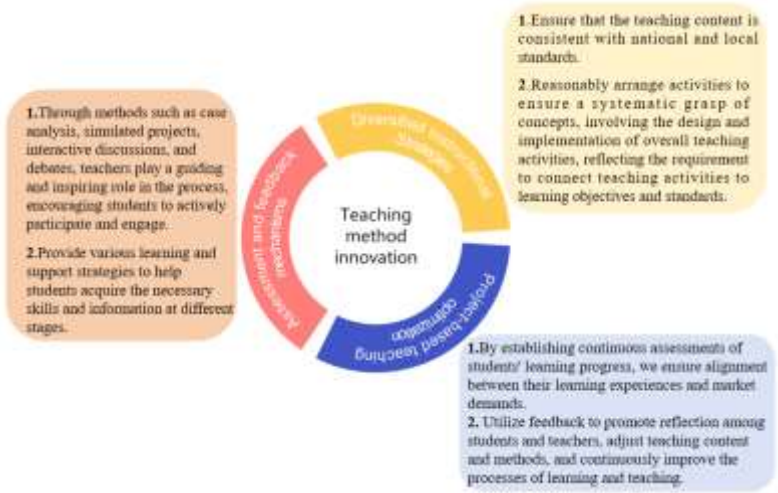 1.Ensure that the teaching content is
consistent with national and local
standards.
2.Reasonably arrange activities to
ensure a systematic grasp of
concepts, involving the design and
implementation of overall teaching
activities, reflecting the requirement
to connect teaching activities to
learning objectives and standards.
1.Through methods such as case
analysis, simulated projects,
interactive discussions, and
debates, teachers play a guiding
and inspiring role in the process,
encouraging students to actively
participate and engage.
2.Provide various learning and
support strategies to help
students acquire the necessary
skills and information at different
stages.
Diversified instructional
strategies
Assessment and feedback
mechanisms
Teaching
method
innovation
Project-based teaching
optimization
1.By establishing continuous assessments of
students' learning progress, we ensure alignment
between their learning experiences and market
demands.
2. Utilize feedback to promote reflection among
students and teachers, adjust teaching content
and methods, and continuously improve the
processes of learning and teaching.